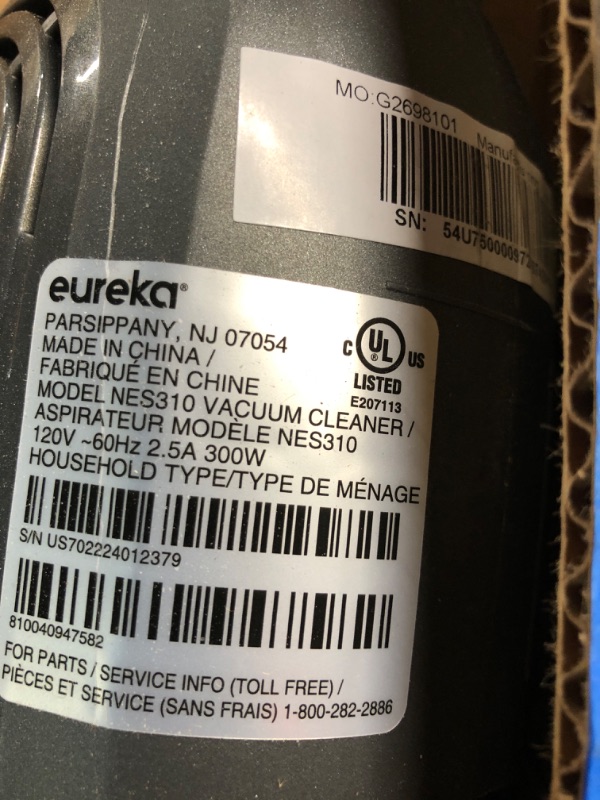 MO:G2698101
SN: 54U75000097
eureka®
PARSIPPANY, NJ 07054
MADE IN CHINA /
FABRIQUÉ EN CHINE
MODEL NES310 VACUUM CLEANER /
ASPIRATEUR MODÈLE NES310
120V ~60Hz 2.5A 300W
HOUSEHOLD TYPE/TYPE DE MÉNAGE
C UL ® US
LISTED
E207113
S/N US702224012379
810040947582
FOR PARTS / SERVICE INFO (TOLL FREE) /
PIÈCES ET SERVICE (SANS FRAIS) 1-800-282-2886